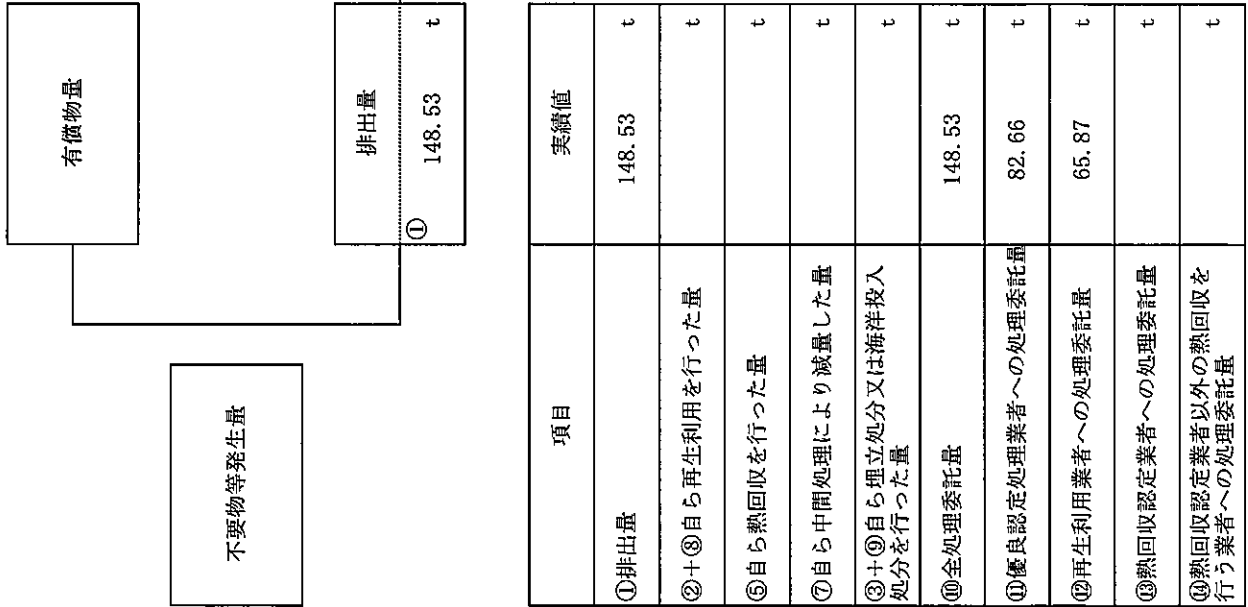 不要物等発生量
有償物量
排出量
① 148.53 t
項目 実績値
①排出量 148.53 t
②+⑧自ら再生利用を行った量 t
⑤自ら熱回収を行った量 t
⑦自ら中間処理により減量した量 t
③+⑨自ら埋立処分又は海洋投入
処分を行った量 t
⑩全処理委託量 148.53 t
⑪優良認定処理業者への処理委託量 82.66 t
⑫再生利用業者への処理委託量 65.87 t
⑬熱回収認定業者への処理委託量 t
⑭熱回収認定業者以外の熱回収を
行う業者への処理委託量 t